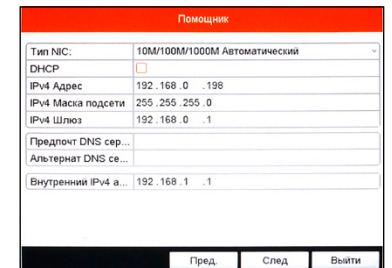 Помощник
Тип NIC: 10M/100M/1000M Автоматический
DHCP
IPv4 Адрес 192.168.0 .198
IPv4 Маска подсети 255.255.255.0
IPv4 Шлюз 192.168.0 .1
Предпочт DNS сер...
Альтернат DNS се...
Внутренний IPv4 а... 192.168.1 .1
Пред. След Выйти